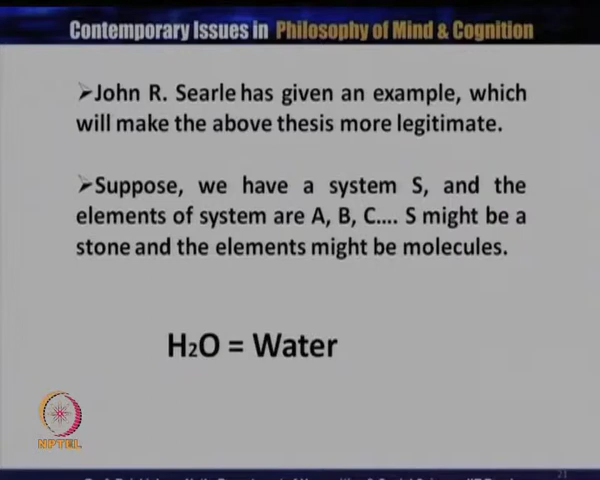 Contemporary Issues in Philosophy of Mind & Cognition
➢John R. Searle has given an example, which
will make the above thesis more legitimate.
➢Suppose, we have a system S, and the
elements of system are A, B, C.... S might be a
stone and the elements might be molecules.
H₂O = Water
NPTEL
21